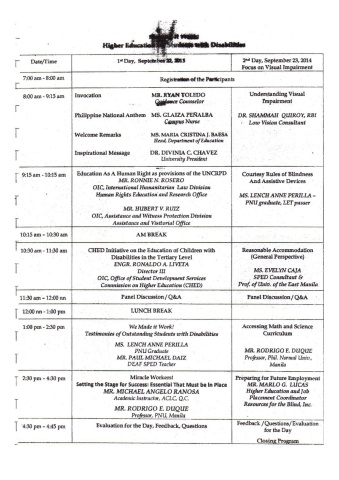 Higher Education Students with Disabilities
Date/Time
1st Day, September 22, 2015
2nd Day, September 23, 2014
Focus on Visual Impairment
7:00 am - 8:00 am
Registration of the Participants
8:00 am - 9:15 am
Invocation
MR. RYAN TOLEDO
Guidance Counselor
Philippine National Anthem
MS. GLAIZA PEÑALBA
Campus Nurse
Welcome Remarks
MS. MARIA CRISTINA J. BAESA
Head, Department of Education
Inspirational Message
DR. DIVINIA C. CHAVEZ
University President
Understanding Visual
Impairment
DR. SHAMMAH QUIROY, RBI
Low Vision Consultant
9:15 am - 10:15 am
Education As A Human Right as provisions of the UNCRPD
MR. RONNIE N. ROSERO
OIC, International Humanitarian Law Division
Human Rights Education and Research Office
MR. HUBERT V. RUIZ
OIC, Assistance and Witness Protection Division
Assistance and Visitorial Office
Courtesy Rules of Blindness
And Assistive Devices
MS. LENCH ANNE PERILLA –
PNU graduate, LET passer
10:15 am – 10:30 am
AM BREAK
10:30 am - 11:30 am
CHED Initiative on the Education of Children with
Disabilities in the Tertiary Level
ENGR. RONALDO A. LIVETA
Director III
OIC, Office of Student Development Services
Commission on Higher Education (CHED)
Reasonable Accommodation
(General Perspective)
MS. EVELYN CAJA
SPED Consultant &
Prof. of Univ. of the East Manila
11:30 am – 12:00 nn
Panel Discussion / Q&A
Panel Discussion / Q&A
12:00 nn - 1:00 pm
LUNCH BREAK
1:00 pm - 2:30 pm
We Made it Work!
Testimonies of Outstanding Students with Disabilities
MS. LENCH ANNE PERILLA
PNU Graduate
MR. PAUL MICHAEL DAIZ
DEAF SPED Teacher
Accessing Math and Science
Curriculum
MR. RODRIGO E. DUQUE
Professor, Phil. Normal Univ.,
Manila
2:30 pm – 4:30 pm
Miracle Workers!
Setting the Stage for Success: Essential That Must be in Place
MR. MICHAEL ANGELO RANOSA
Academic Instructor, ACLC, Q.C.
MR. RODRIGO E. DUQUE
Professor, PNU, Manila
Preparing for Future Employment
MR. MARLO G. LUCAS
Higher Education and Job
Placement Coordinator
Resources for the Blind, Inc.
4:30 pm – 4:45 pm
Evaluation for the Day, Feedback, Questions
Feedback /Questions/Evaluation
for the Day
Closing Program